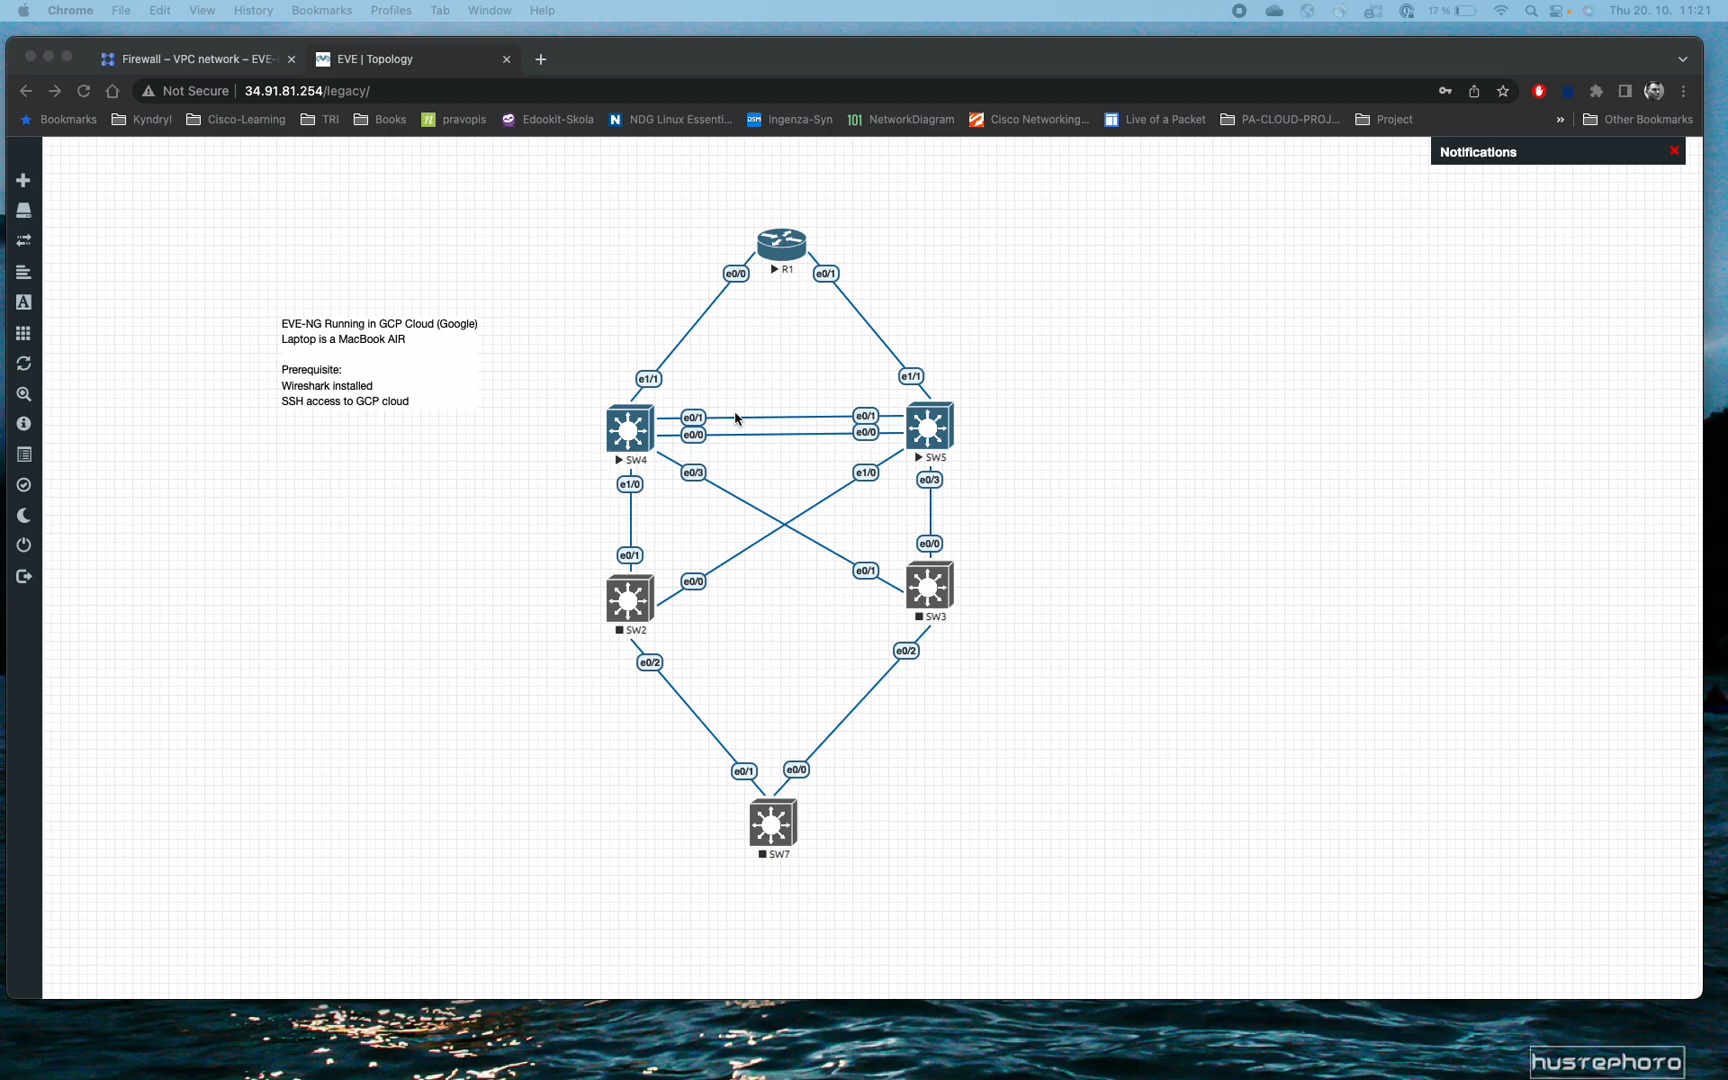 Chrome File Edit View History Bookmarks Profiles Tab Window Help 17 % Thu 20. 10. 11:21
Firewall – VPC network – EVE- EVE | Topology
Not Secure 34.91.81.254/legacy/
Bookmarks Kyndryl Cisco-Learning TRI Books pravopis Edookit-Skola NDG Linux Essenti... Ingenza-Syn 101 NetworkDiagram Cisco Networking... Live of a Packet PA-CLOUD-PROJ... Project » Other Bookmarks
Notifications
R1
e0/0 e0/1
EVE-NG Running in GCP Cloud (Google)
Laptop is a MacBook AIR
Prerequisite:
Wireshark installed
SSH access to GCP cloud
e1/1 e1/1
e0/1 e0/1
e0/0 e0/0
SW4 SW5
e0/3 e1/0
e1/0 e0/3
e0/1 e0/0
e0/0 e0/1
SW2 SW3
e0/2 e0/2
e0/1 e0/0
SW7
hustephoto